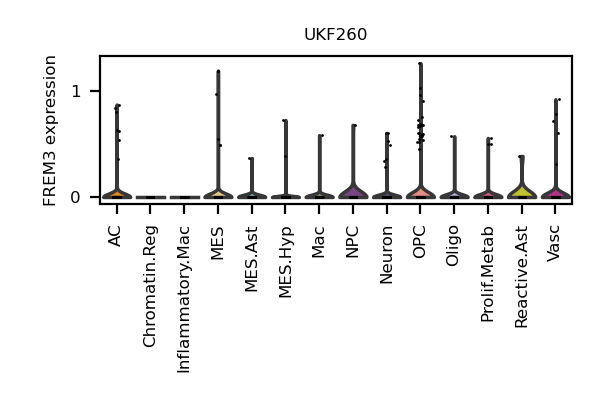 UKF260
FREM3 expression
1
0
AC
Chromatin.Reg
Inflammatory.Mac
MES
MES.Ast
MES.Hyp
Mac
NPC
Neuron
OPC
Oligo
Prolif.Metab
Reactive.Ast
Vasc